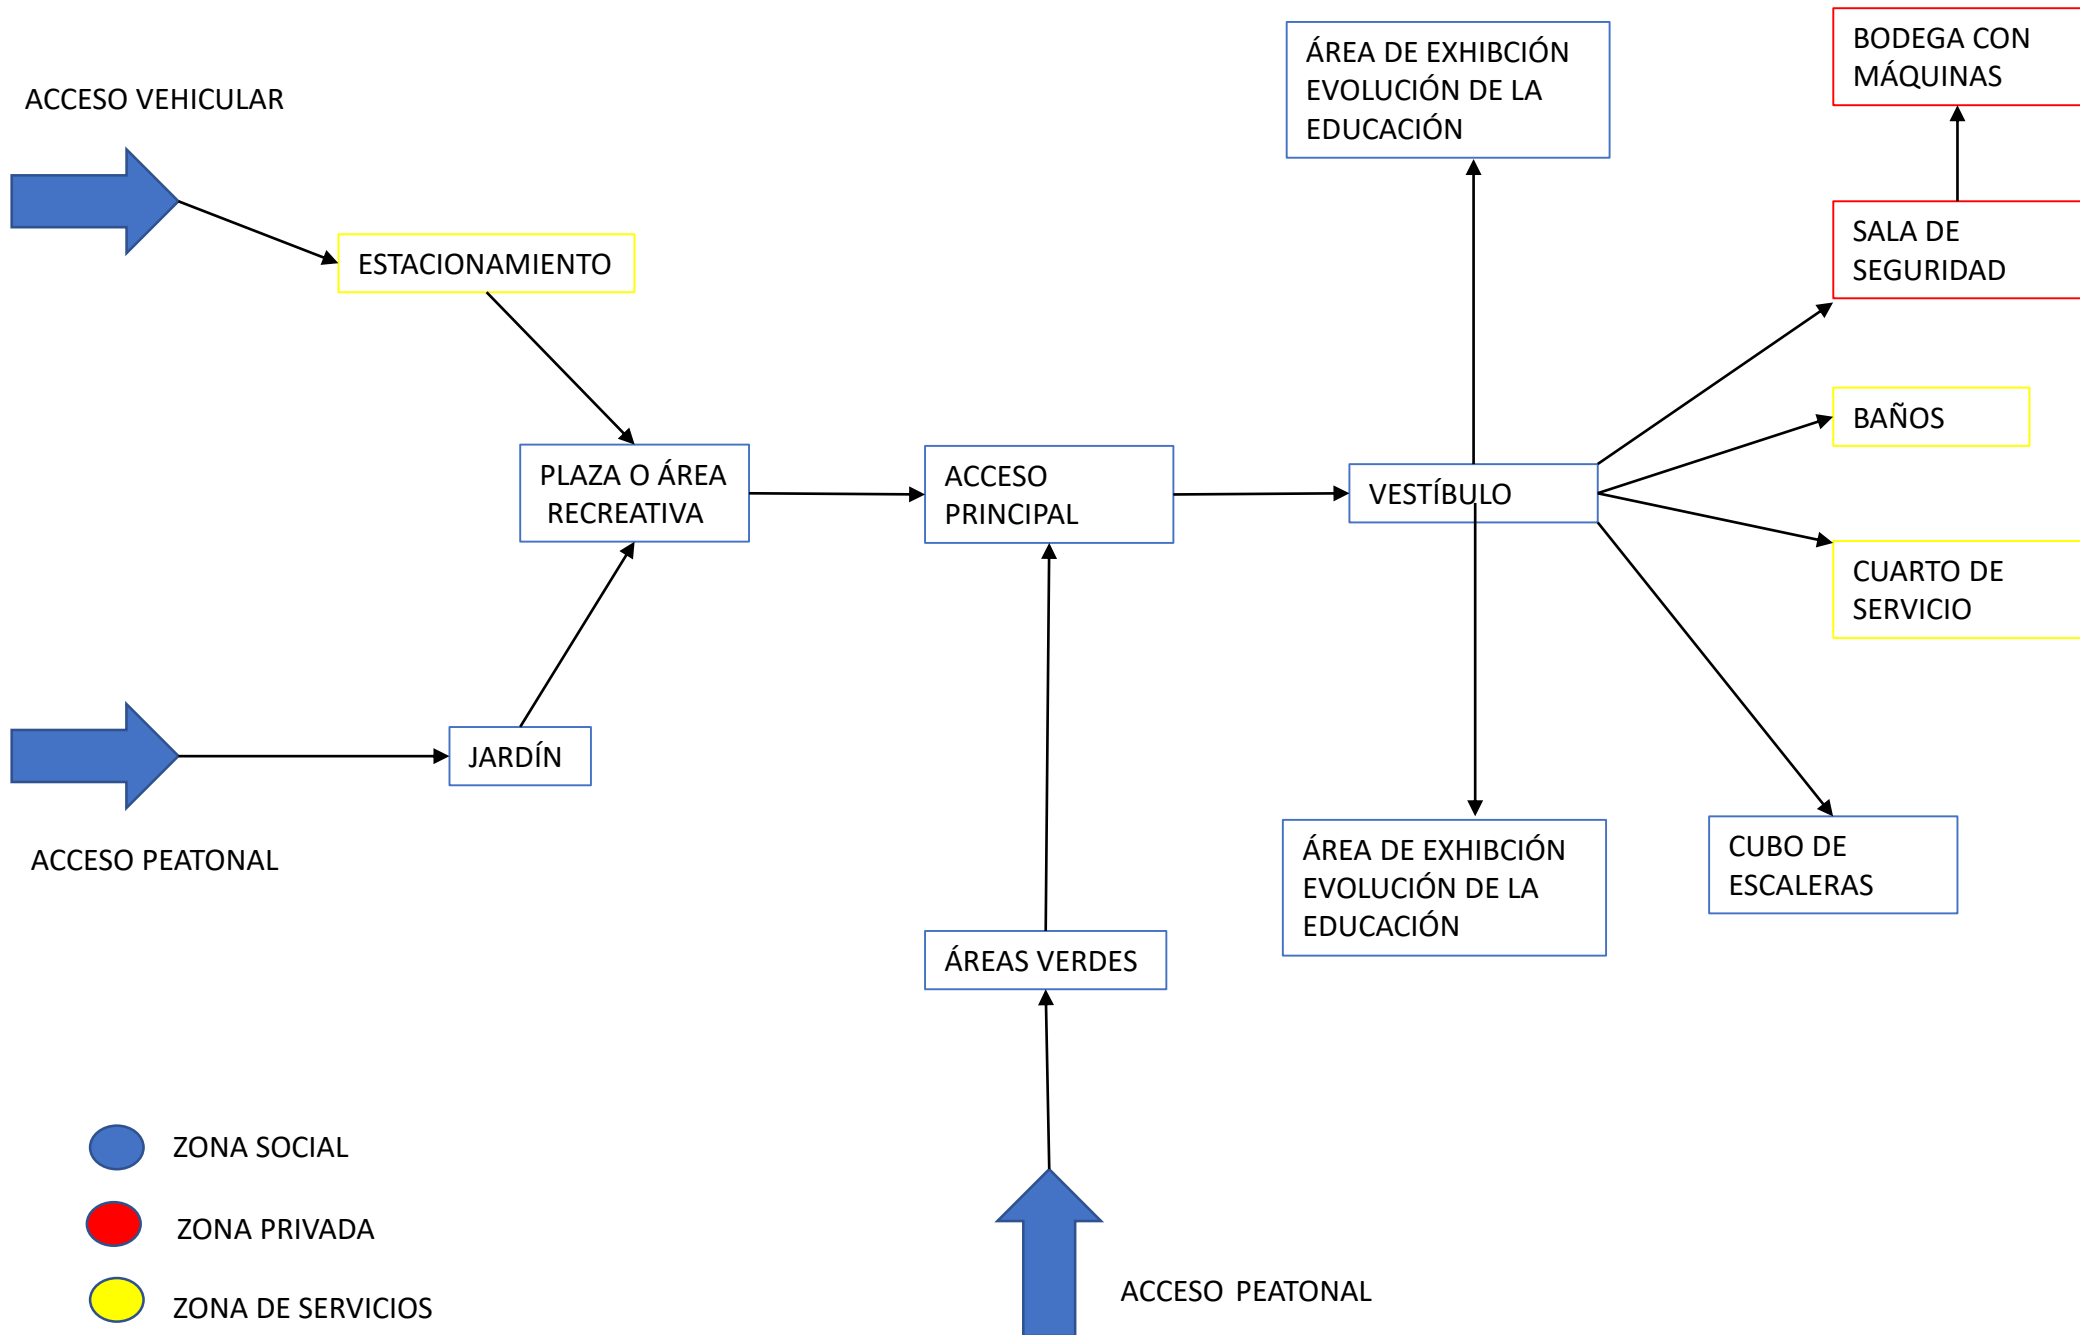 ACCESO VEHICULAR
ESTACIONAMIENTO
PLAZA O ÁREA
RECREATIVA
JARDÍN
ACCESO PEATONAL
ACCESO
PRINCIPAL
ÁREAS VERDES
ACCESO PEATONAL
ÁREA DE EXHIBCIÓN
EVOLUCIÓN DE LA
EDUCACIÓN
VESTÍBULO
ÁREA DE EXHIBCIÓN
EVOLUCIÓN DE LA
EDUCACIÓN
BODEGA CON
MÁQUINAS
SALA DE
SEGURIDAD
BAÑOS
CUARTO DE
SERVICIO
CUBO DE
ESCALERAS
ZONA SOCIAL
ZONA PRIVADA
ZONA DE SERVICIOS